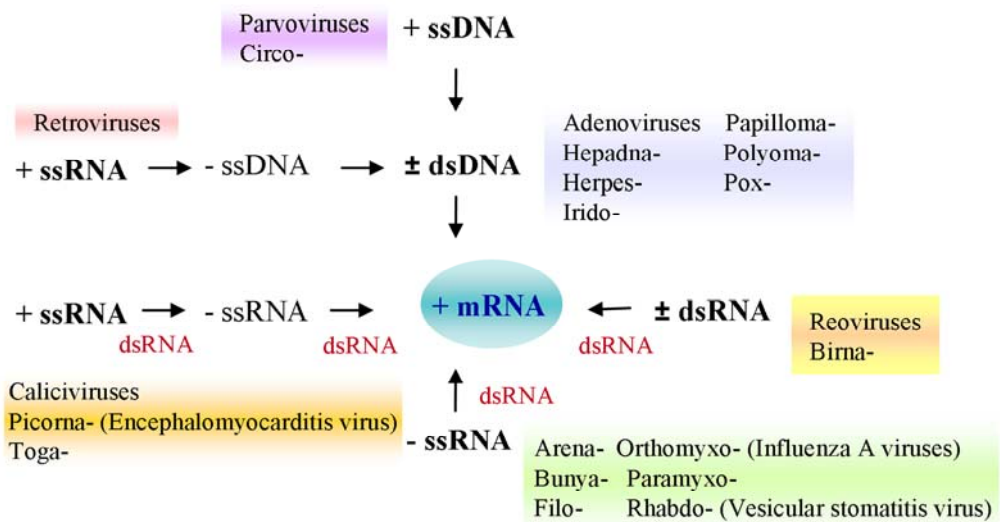 Parvoviruses
Circo-
+ ssDNA
Retroviruses
+ ssRNA
- ssDNA
± dsDNA
Adenoviruses Papilloma-
Hepadna- Polyoma-
Herpes- Pox-
Irido-
+ ssRNA
dsRNA
- ssRNA
dsRNA
+ mRNA
dsRNA
± dsRNA
Reoviruses
Birna-
Caliciviruses
Picorna- (Encephalomyocarditis virus)
Toga-
dsRNA
- ssRNA
Arena- Orthomyxo- (Influenza A viruses)
Bunya- Paramyxo-
Filo- Rhabdo- (Vesicular stomatitis virus)